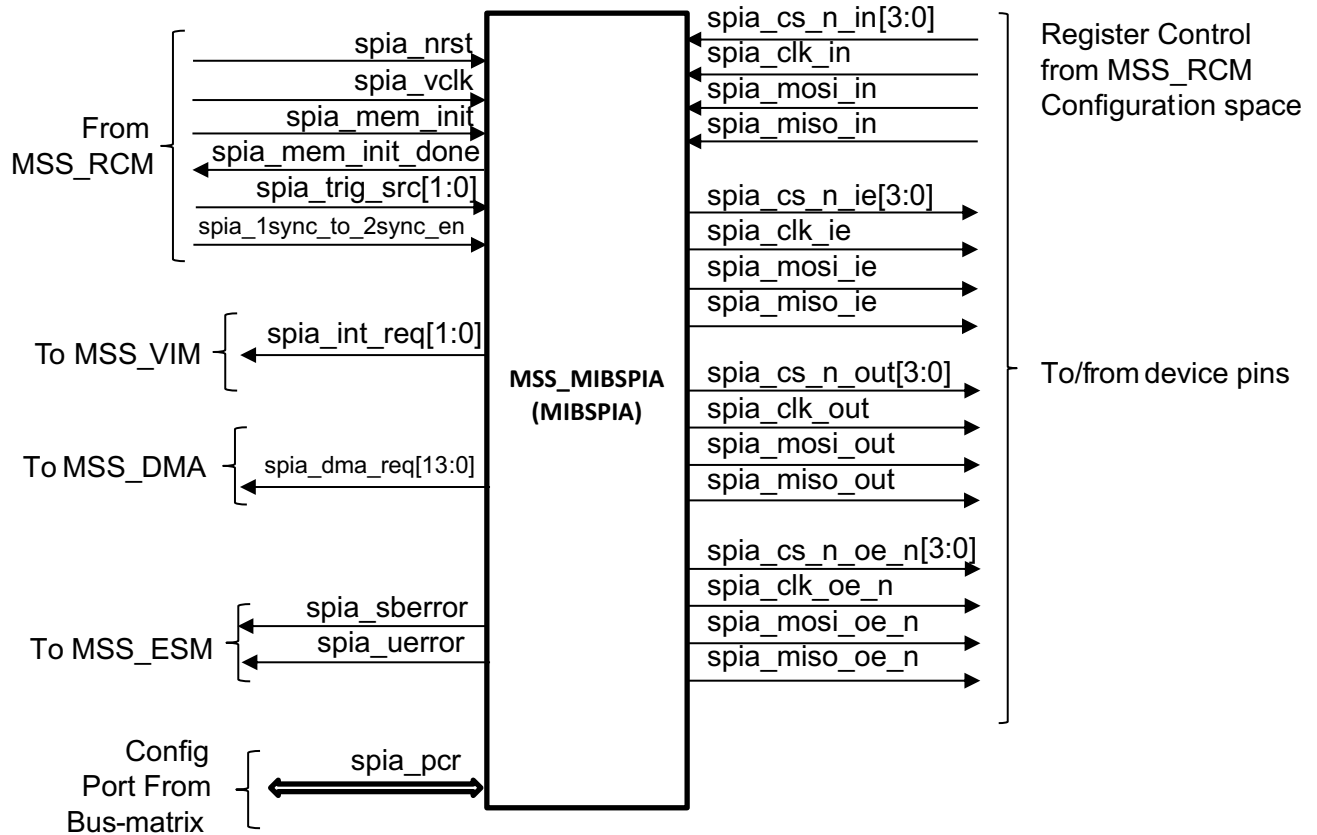 spia_nrst
spia_vclk
spia_mem_init
spia_mem_init_done
spia_trig_src[1:0]
spia_1sync_to_2sync_en
From
MSS_RCM
spia_int_req[1:0]
To MSS_VIM
spia_dma_req[13:0]
To MSS_DMA
spia_sberror
spia_uerror
To MSS_ESM
Config
Port From
Bus-matrix
spia_pcr
MSS_MIBSPIA
(MIBSPIA)
spia_cs_n_in[3:0]
spia_clk_in
spia_mosi_in
spia_miso_in
spia_cs_n_ie[3:0]
spia_clk_ie
spia_mosi_ie
spia_miso_ie
spia_cs_n_out[3:0]
spia_clk_out
spia_mosi_out
spia_miso_out
spia_cs_n_oe_n[3:0]
spia_clk_oe_n
spia_mosi_oe_n
spia_miso_oe_n
Register Control
from MSS_RCM
Configuration space
To/from device pins